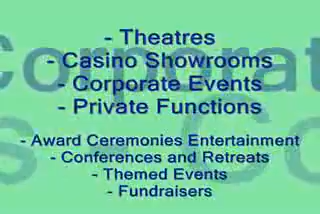 - Theatres
- Casino Showrooms
- Corporate Events
- Private Functions
- Award Ceremonies Entertainment
- Conferences and Retreats
- Themed Events
- Fundraisers